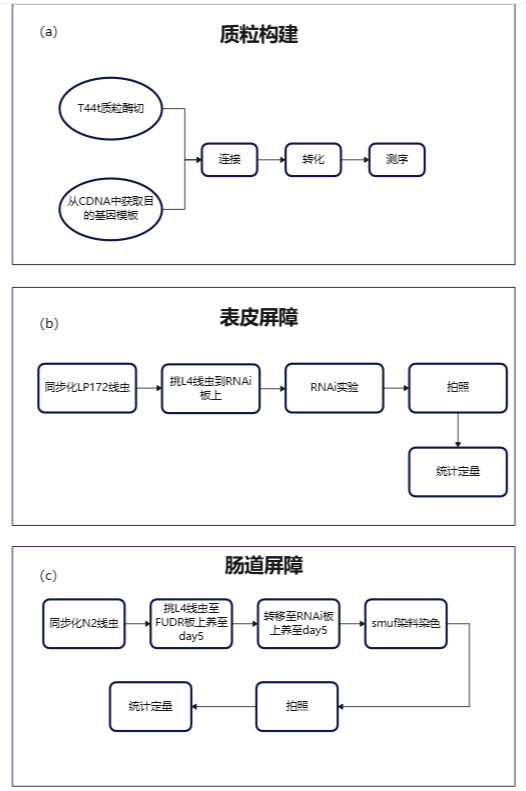 (a)
质粒构建
T44t质粒酶切
从CDNA中获取目
的基因模板
连接
转化
测序
(b)
表皮屏障
同步化LP172线虫
挑L4线虫到RNAi
板上
RNAi实验
拍照
统计定量
(c)
肠道屏障
同步化N2线虫
挑L4线虫至
FUDR板上养至
day5
转移至RNAi板
上养至day5
smuf染料染色
统计定量
拍照